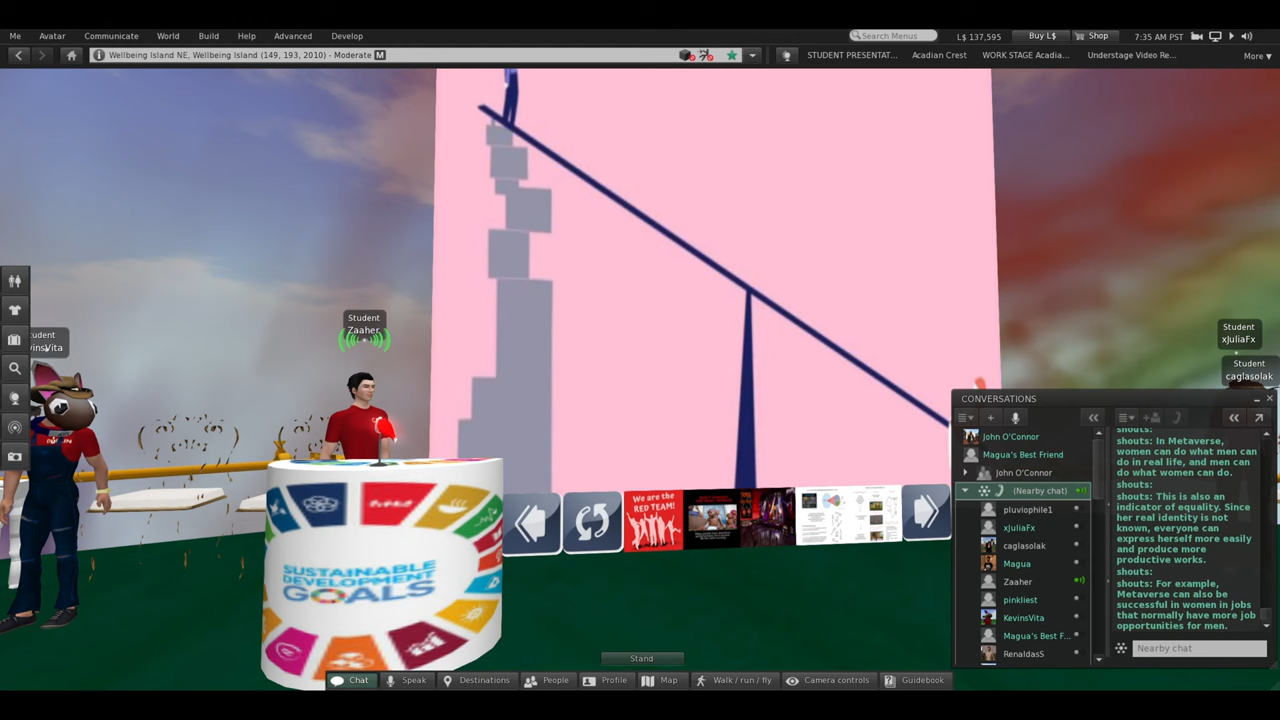 Me Avatar Communicate World Build Help Advanced Develop
Search Menus
L$ 137,595
Buy L$
Shop
7:35 AM PST
Wellbeing Island NE, Wellbeing Island (149, 193, 2010) - Moderate M
STUDENT PRESENTAT... Acadian Crest WORK STAGE Acadia... Understage Video Re... More
Student
Zaaher
Student
xJuliaFx
Student
caglasolak
SUSTAINABLE
DEVELOPMENT
GOALS
We are the
RED TEAM!
CONVERSATIONS
John O'Connor
Magua's Best Friend
John O'Connor
(Nearby chat)
pluviophile1
xJuliaFx
caglasolak
Magua
Zaaher
pinkliest
KevinsVita
Magua's Best F...
RenaldasS
shouts:
shouts: In Metaverse,
women can do what men can
do in real life, and men can
do what women can do.
shouts:
shouts: This is also an
indicator of equality. Since
her real identity is not
known, everyone can
express herself more easily
and produce more
productive works.
shouts:
shouts: For example,
Metaverse can also be
successful in women in jobs
that normally have more job
opportunities for men.
Nearby chat
Stand
Chat Speak Destinations People Profile Map Walk / run / fly Camera controls Guidebook